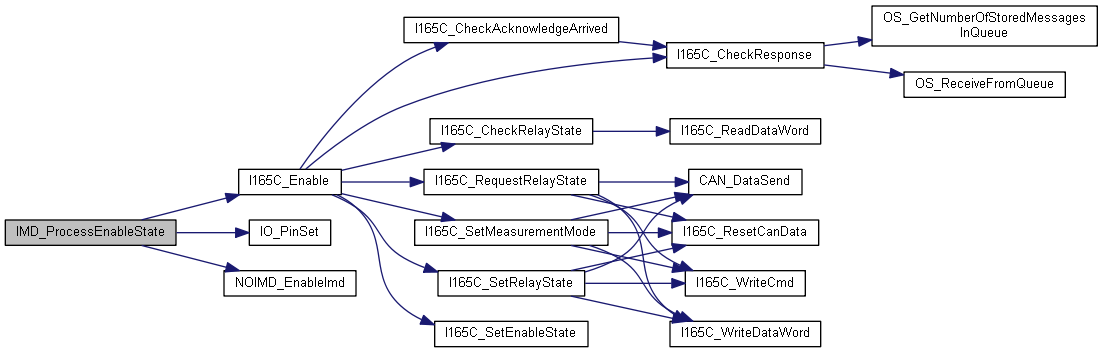 IMD_ProcessEnableState
I165C_Enable
IO_PinSet
NOIMD_EnableImd
I165C_CheckAcknowledgeArrived
I165C_CheckRelayState
I165C_RequestRelayState
I165C_SetMeasurementMode
I165C_SetRelayState
I165C_SetEnableState
I165C_CheckResponse
I165C_ReadDataWord
CAN_DataSend
I165C_ResetCanData
I165C_WriteCmd
I165C_WriteDataWord
OS_GetNumberOfStoredMessages
InQueue
OS_ReceiveFromQueue